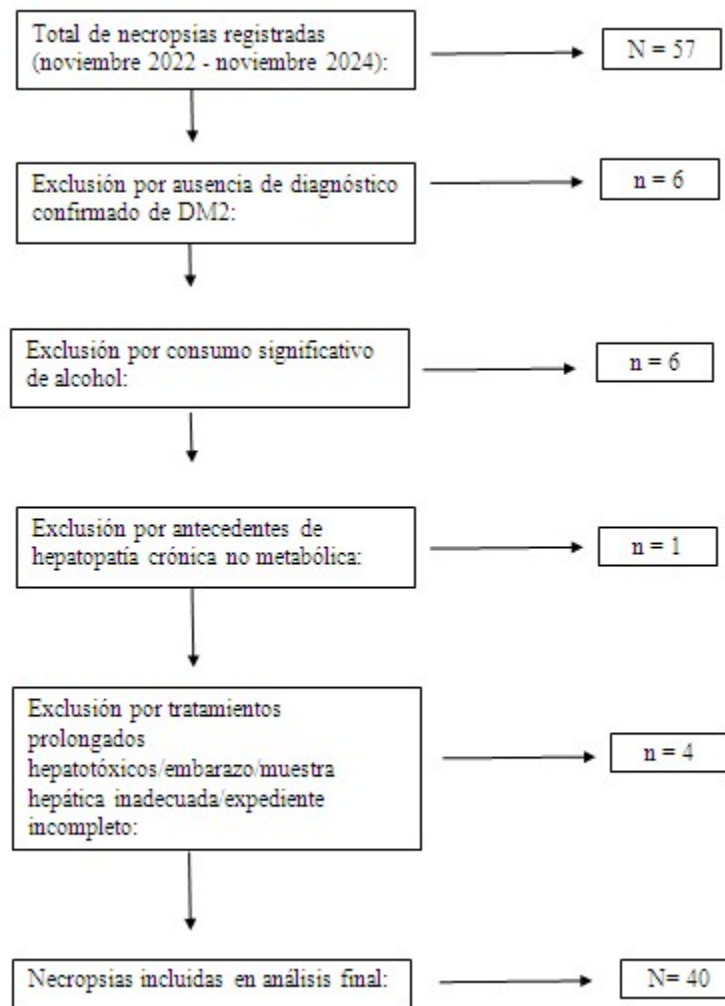 Total de necropsias registradas
(noviembre 2022 - noviembre 2024):
N = 57
Exclusión por ausencia de diagnóstico
confirmado de DM2:
n = 6
Exclusión por consumo significativo
de alcohol:
n = 6
Exclusión por antecedentes de
hepatopatía crónica no metabólica:
n = 1
Exclusión por tratamientos
prolongados
hepatotóxicos/embarazo/muestra
hepática inadecuada/expediente
incompleto:
n = 4
Necropsias incluidas en análisis final:
N= 40